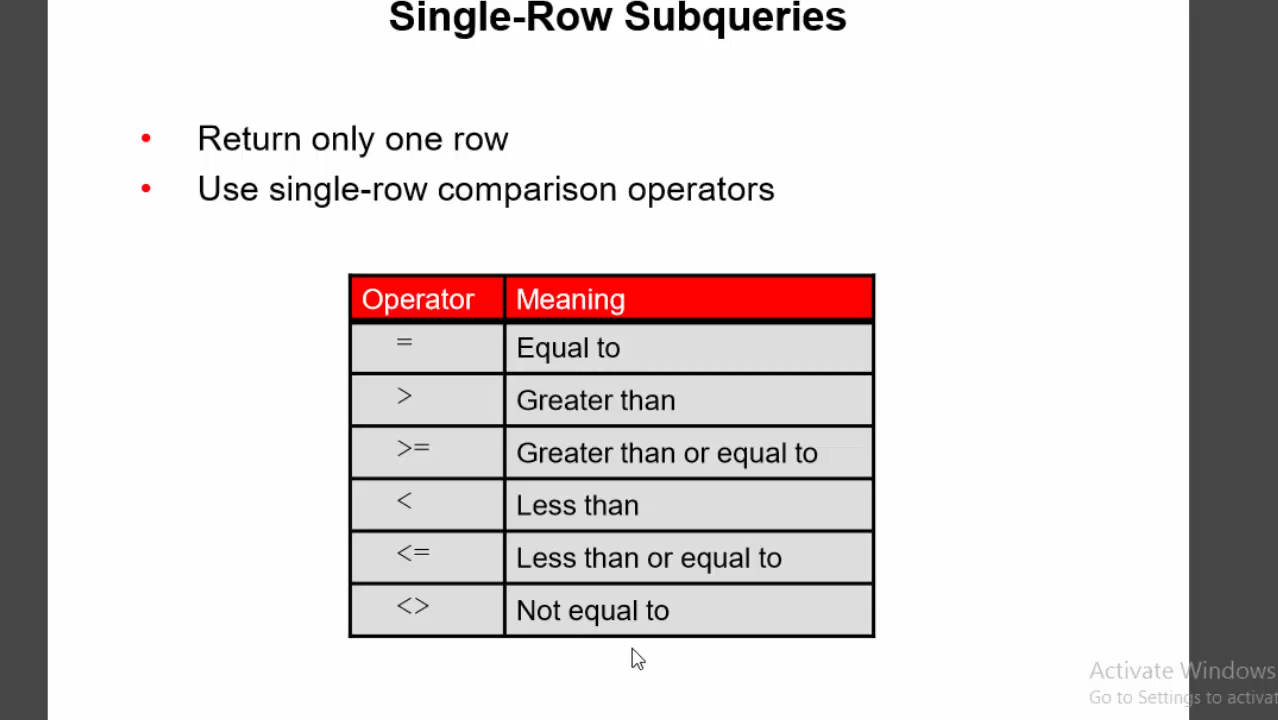 Single-Row Subqueries
• Return only one row
• Use single-row comparison operators
Operator Meaning
= Equal to
> Greater than
>= Greater than or equal to
< Less than
<= Less than or equal to
<> Not equal to
Activate Windows
Go to Settings to activat